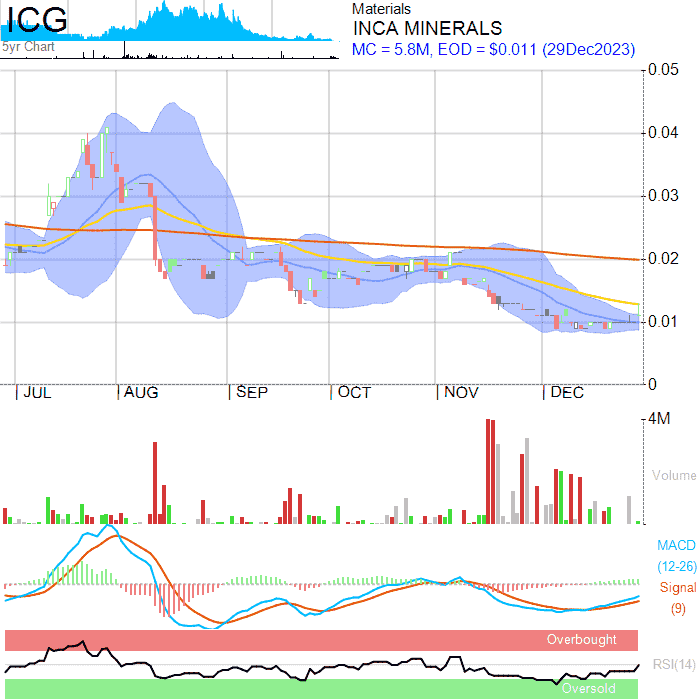 ICG
5yr Chart
Materials
INCA MINERALS
MC = 5.8M, EOD = $0.011 (29Dec2023)
0.05
0.04
0.03
0.02
0.01
0
JUL AUG SEP OCT NOV DEC
4M
Volume
MACD
(12-26)
Signal
(9)
Overbought
RSI(14)
Oversold